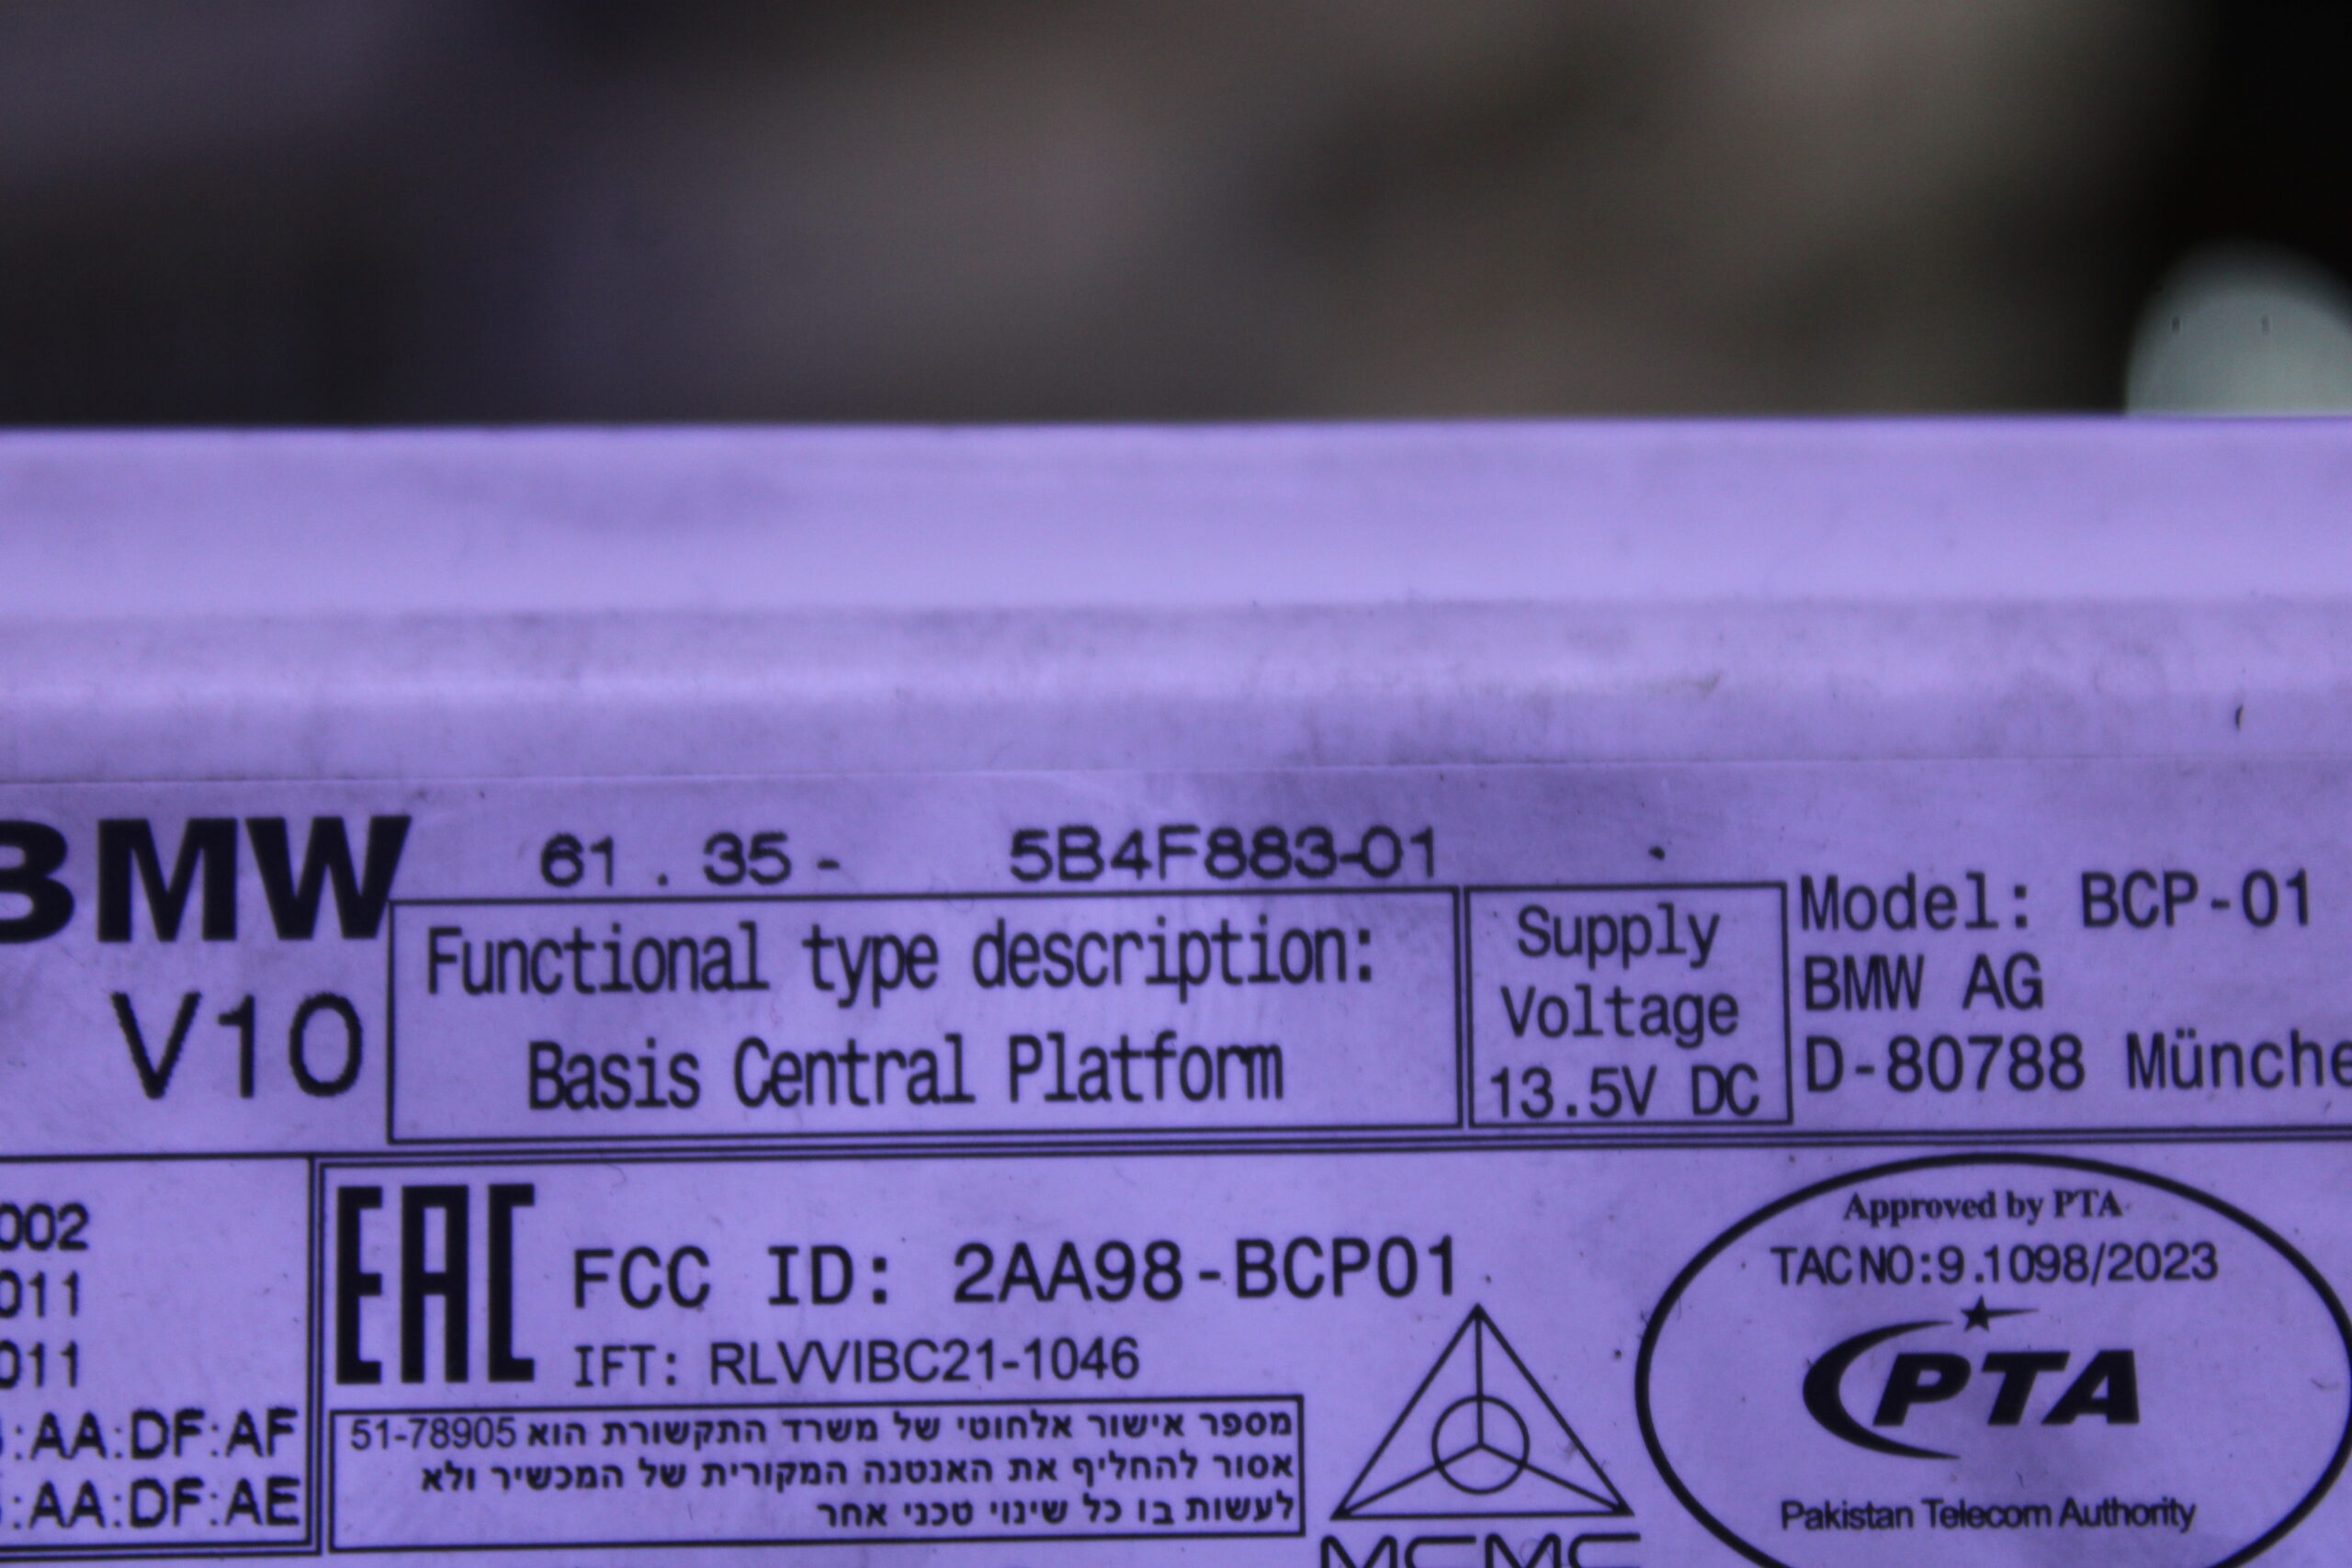 BMW 61.35- 5B4F883-01
V10
Functional type description:
Basis Central Platform
Supply
Voltage
13.5V DC
Model: BCP-01
BMW AG
D-80788 Münche
002
011
011
:AA:DF:AF
:AA:DF:AE
EAC
FCC ID: 2AA98-BCP01
IFT: RLVVIBC21-1046
מספר אישור אלחוטי של משרד התקשורת הוא 51-78905
אסור להחליף את האנטנה המקורית של המכשיר ולא
לעשות בו כל שינוי טכני אחר
MCMC
Approved by PTA
TAC NO:9.1098/2023
PTA
Pakistan Telecom Authority